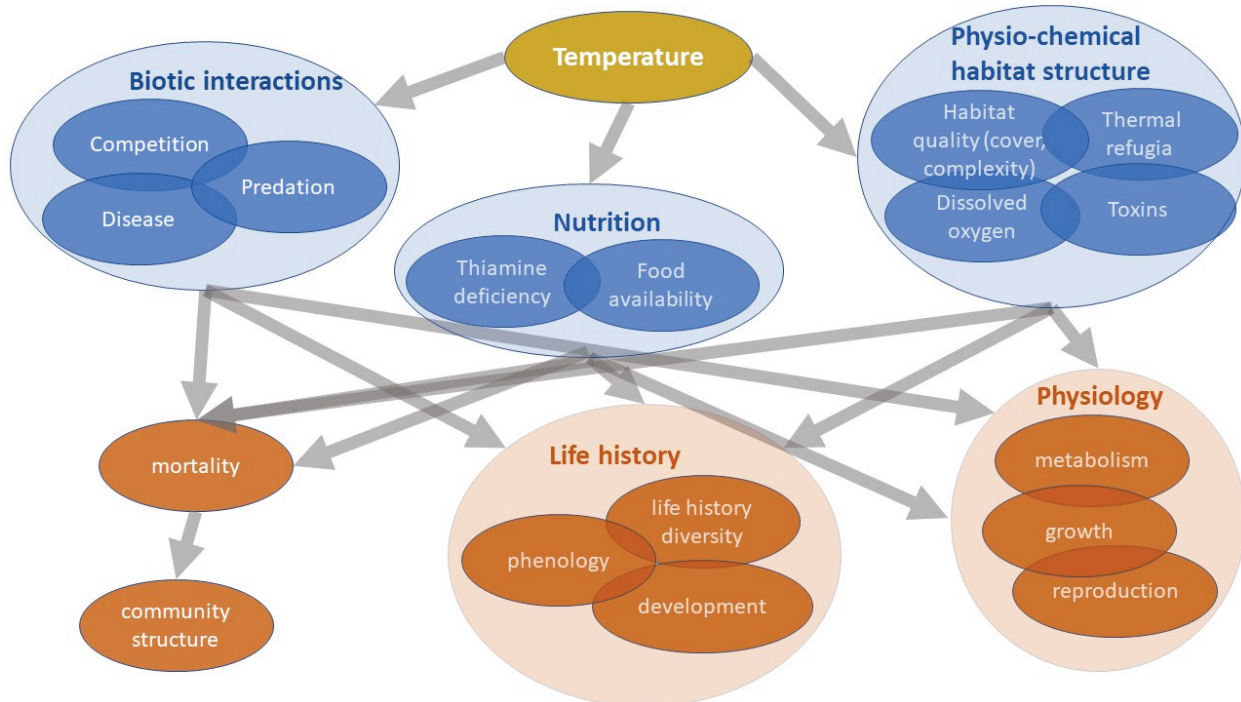 Temperature
Biotic interactions
Competition
Predation
Disease
Nutrition
Thiamine
deficiency
Food
availability
Physio-chemical
habitat structure
Habitat
quality (cover,
complexity)
Thermal
refugia
Dissolved
oxygen
Toxins
mortality
community
structure
Life history
life history
diversity
phenology
development
Physiology
metabolism
growth
reproduction